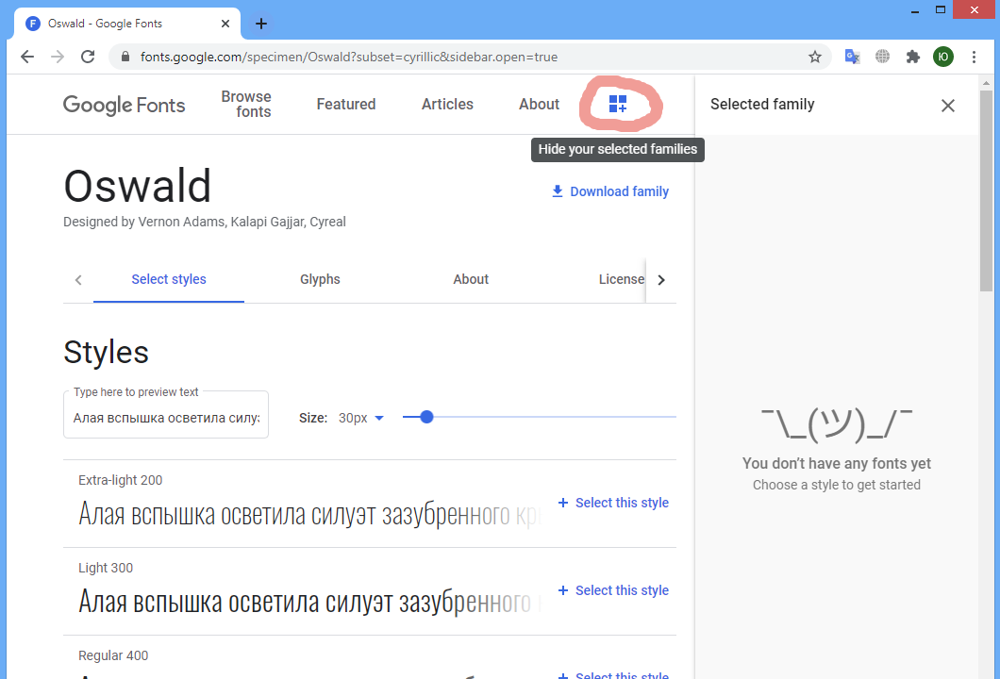 Oswald - Google Fonts
fonts.google.com/specimen/Oswald?subset=cyrillic&sidebar.open=true
Ю
Google Fonts
Browse fonts
Featured
Articles
About
Selected family
Hide your selected families
Oswald
Download family
Designed by Vernon Adams, Kalapi Gajjar, Cyreal
Select styles
Glyphs
About
License
Styles
Type here to preview text
Алая вспышка осветила силуэ
Size: 30px
¯\_(ツ)_/¯
You don’t have any fonts yet
Choose a style to get started
Extra-light 200
Алая вспышка осветила силуэт зазубренного кр
+ Select this style
Light 300
Алая вспышка осветила силуэт зазубренного
+ Select this style
Regular 400
+ Select this style